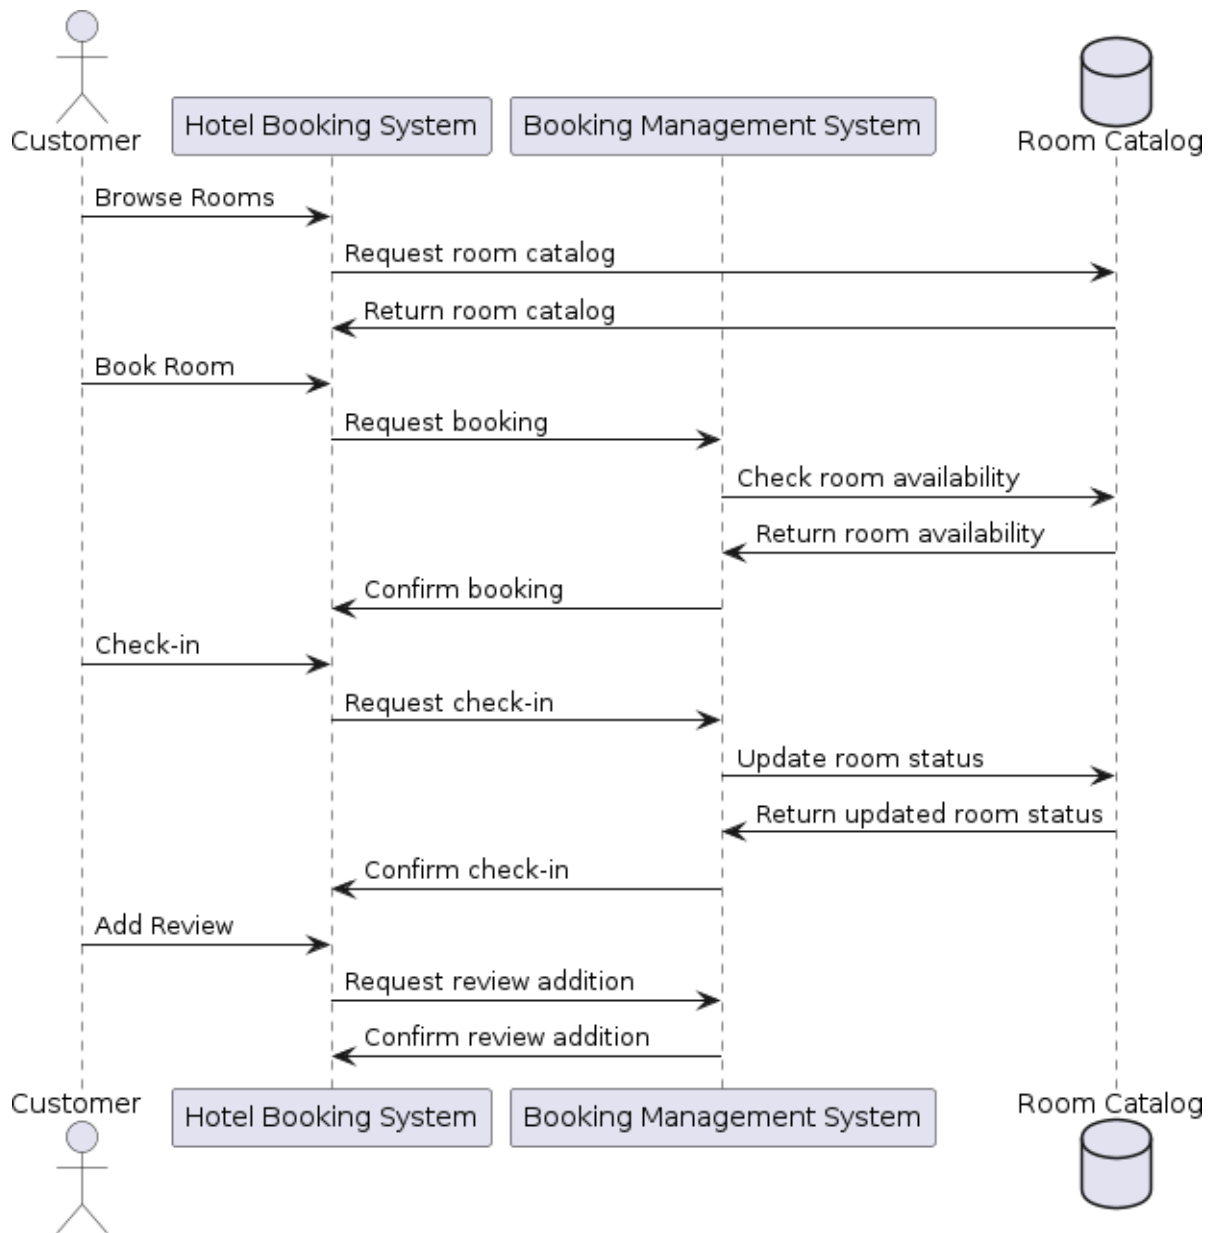 Customer
Hotel Booking System
Booking Management System
Room Catalog
Browse Rooms
Request room catalog
Return room catalog
Book Room
Request booking
Check room availability
Return room availability
Confirm booking
Check-in
Request check-in
Update room status
Return updated room status
Confirm check-in
Add Review
Request review addition
Confirm review addition
Customer
Hotel Booking System
Booking Management System
Room Catalog